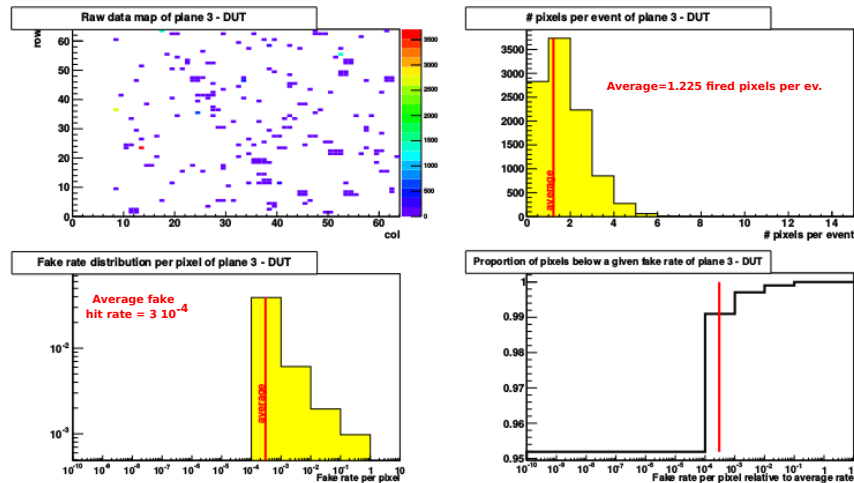 Raw data map of plane 3 - DUT
row
60
50
40
30
20
10
0
0 10 20 30 40 50 60
col
3500
3000
2500
2000
1500
1000
500
0
# pixels per event of plane 3 - DUT
3500
3000
2500
2000
1500
1000
500
0
Average=1.225 fired pixels per ev.
average
0 2 4 6 8 10 12 14
# pixels per event
Fake rate distribution per pixel of plane 3 - DUT
Average fake
hit rate = 3 10^-4
10^-2
10^-3
average
10^-10 10^-9 10^-8 10^-7 10^-6 10^-5 10^-4 10^-3 10^-2 10^-1 1 10
Fake rate per pixel
Proportion of pixels below a given fake rate of plane 3 - DUT
1
0.99
0.98
0.97
0.96
0.95
10^-10 10^-9 10^-8 10^-7 10^-6 10^-5 10^-4 10^-3 10^-2 10^-1 1 10
Fake rate per pixel relative to average rate